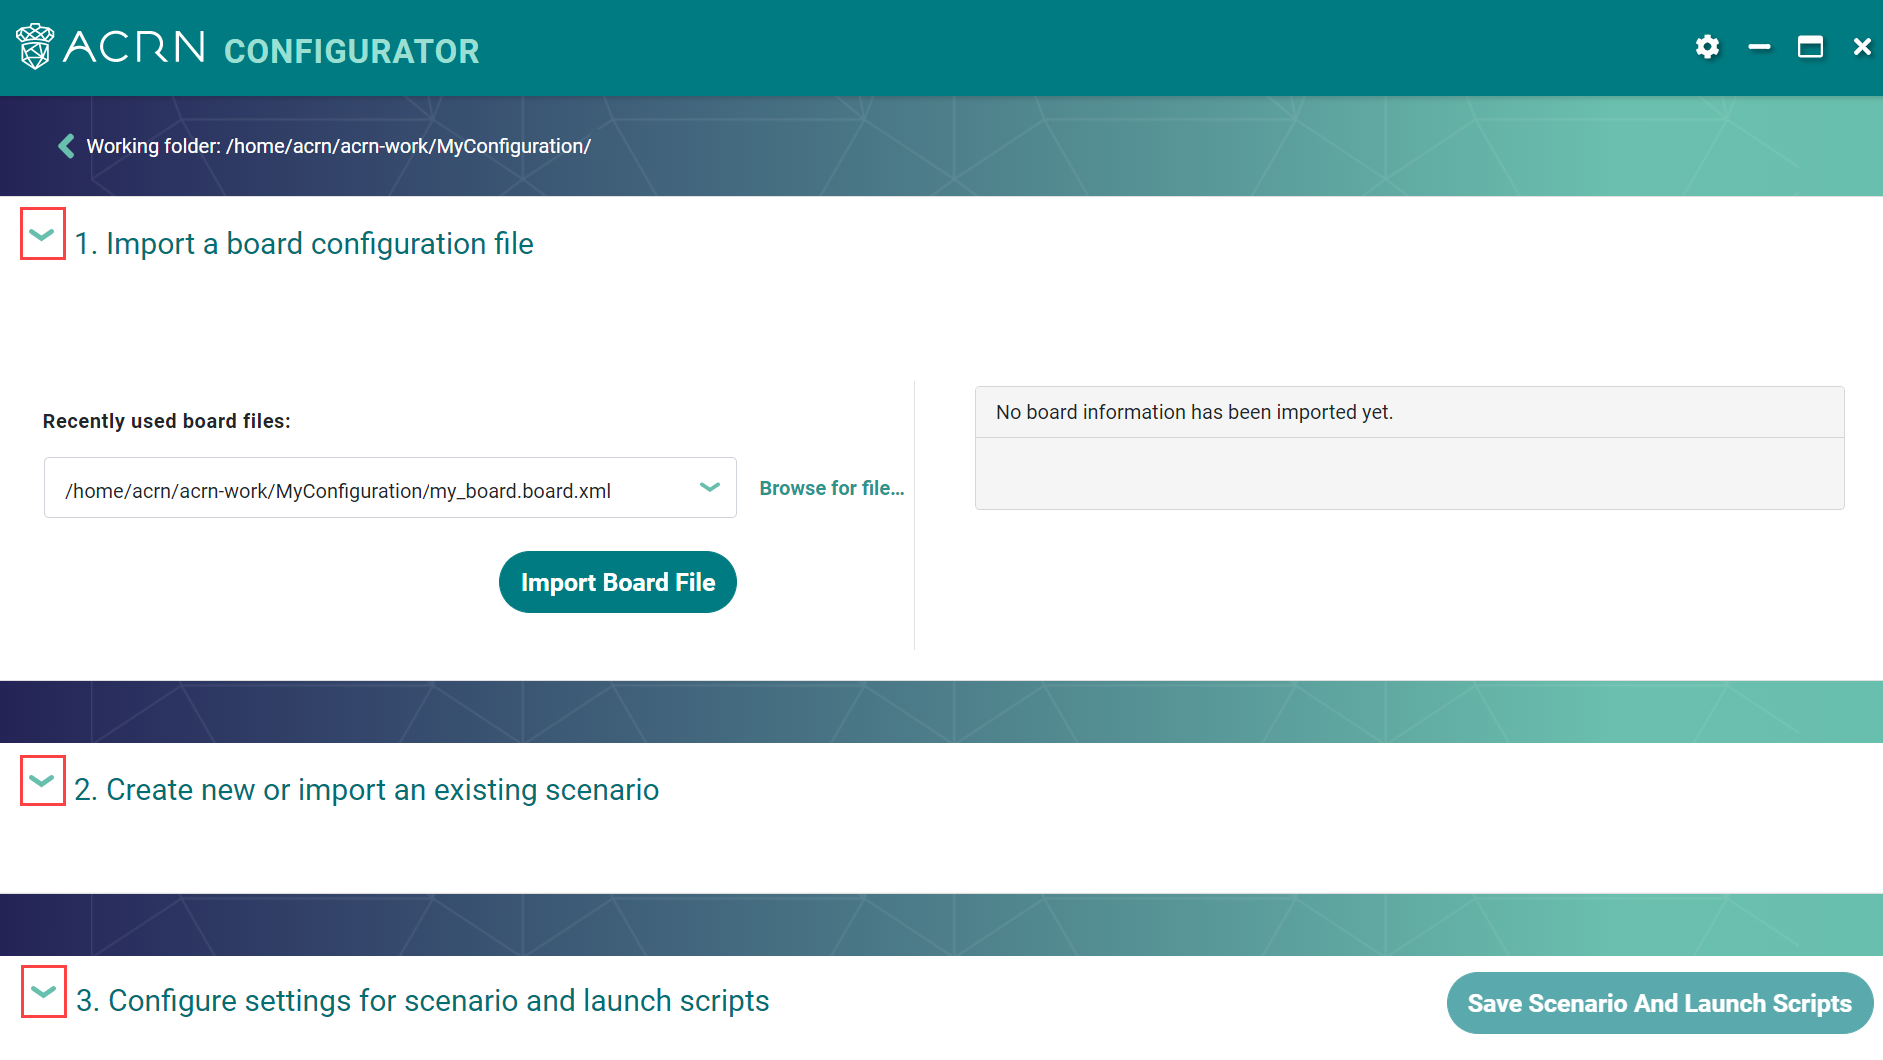 ACRN CONFIGURATOR
Working folder: /home/acrn/acrn-work/MyConfiguration/
1. Import a board configuration file
Recently used board files:
/home/acrn/acrn-work/MyConfiguration/my_board.board.xml
Browse for file...
Import Board File
No board information has been imported yet.
2. Create new or import an existing scenario
3. Configure settings for scenario and launch scripts
Save Scenario And Launch Scripts